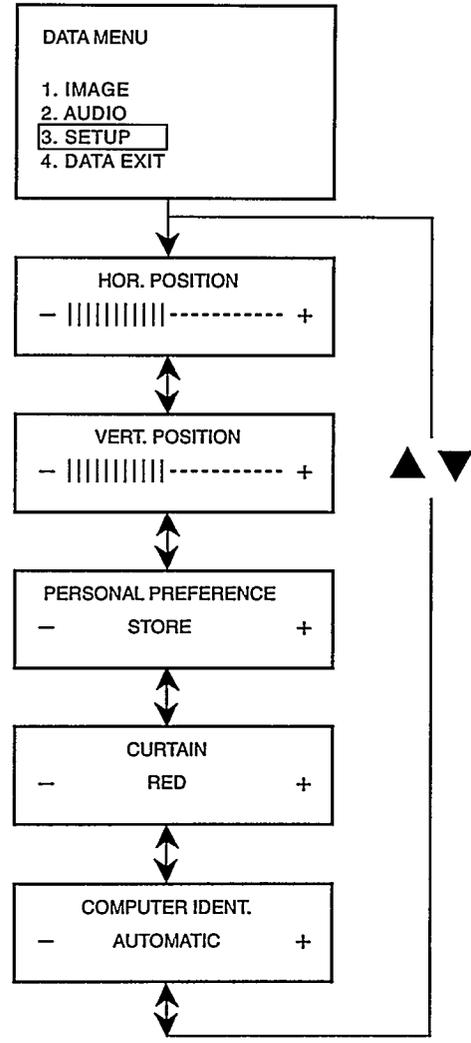 DATA MENU
1. IMAGE
2. AUDIO
3. SETUP
4. DATA EXIT
HOR. POSITION
– |||||||||||------------ +
VERT. POSITION
– |||||||||||------------ +
PERSONAL PREFERENCE
– STORE +
CURTAIN
– RED +
COMPUTER IDENT.
– AUTOMATIC +
▲ ▼